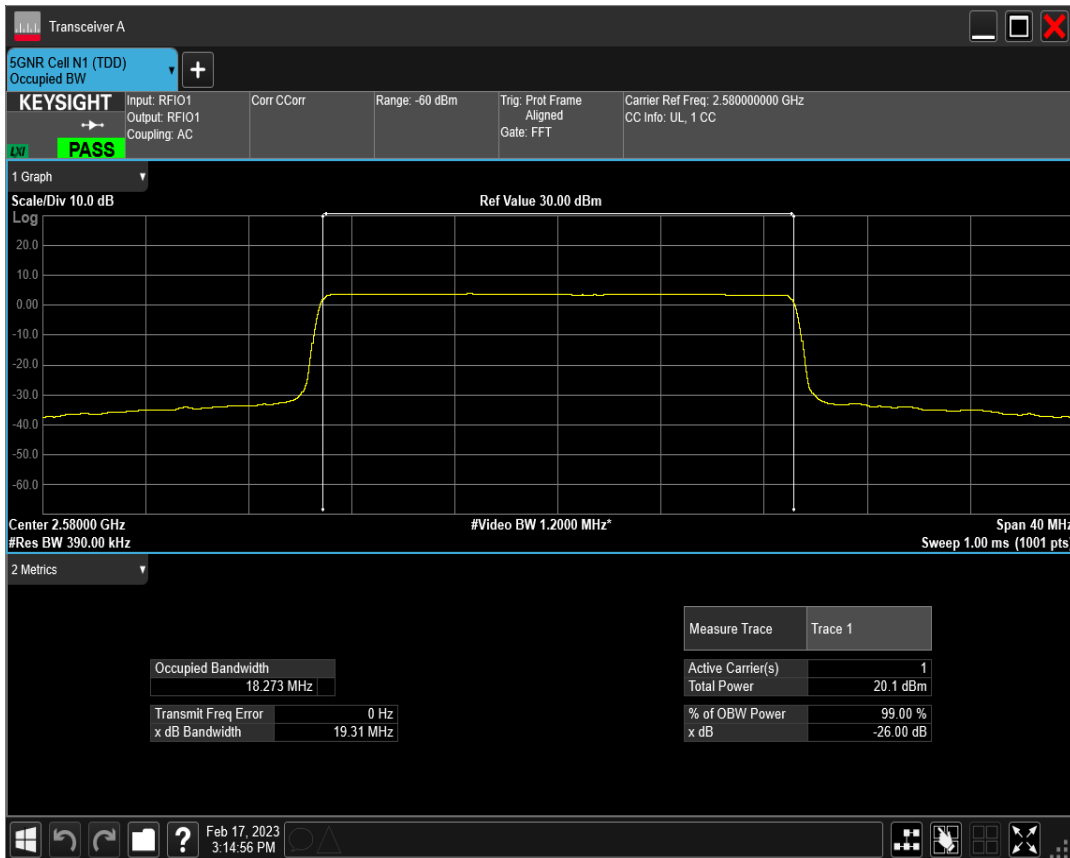 Transceiver A
5GNR Cell N1 (TDD)
Occupied BW
+
KEYSIGHT
LXI
PASS
Input: RFIO1
Output: RFIO1
Coupling: AC
Corr CCorr
Range: -60 dBm
Trig: Prot Frame
Aligned
Gate: FFT
Carrier Ref Freq: 2.580000000 GHz
CC Info: UL, 1 CC
1 Graph
Scale/Div 10.0 dB
Ref Value 30.00 dBm
Log
20.0
10.0
0.00
-10.0
-20.0
-30.0
-40.0
-50.0
-60.0
Center 2.58000 GHz
#Video BW 1.2000 MHz*
Span 40 MHz
#Res BW 390.00 kHz
Sweep 1.00 ms (1001 pts)
2 Metrics
Measure Trace
Trace 1
Occupied Bandwidth
18.273 MHz
Active Carrier(s)
1
Total Power
20.1 dBm
Transmit Freq Error
0 Hz
x dB Bandwidth
19.31 MHz
% of OBW Power
99.00 %
x dB
-26.00 dB
?
Feb 17, 2023
3:14:56 PM